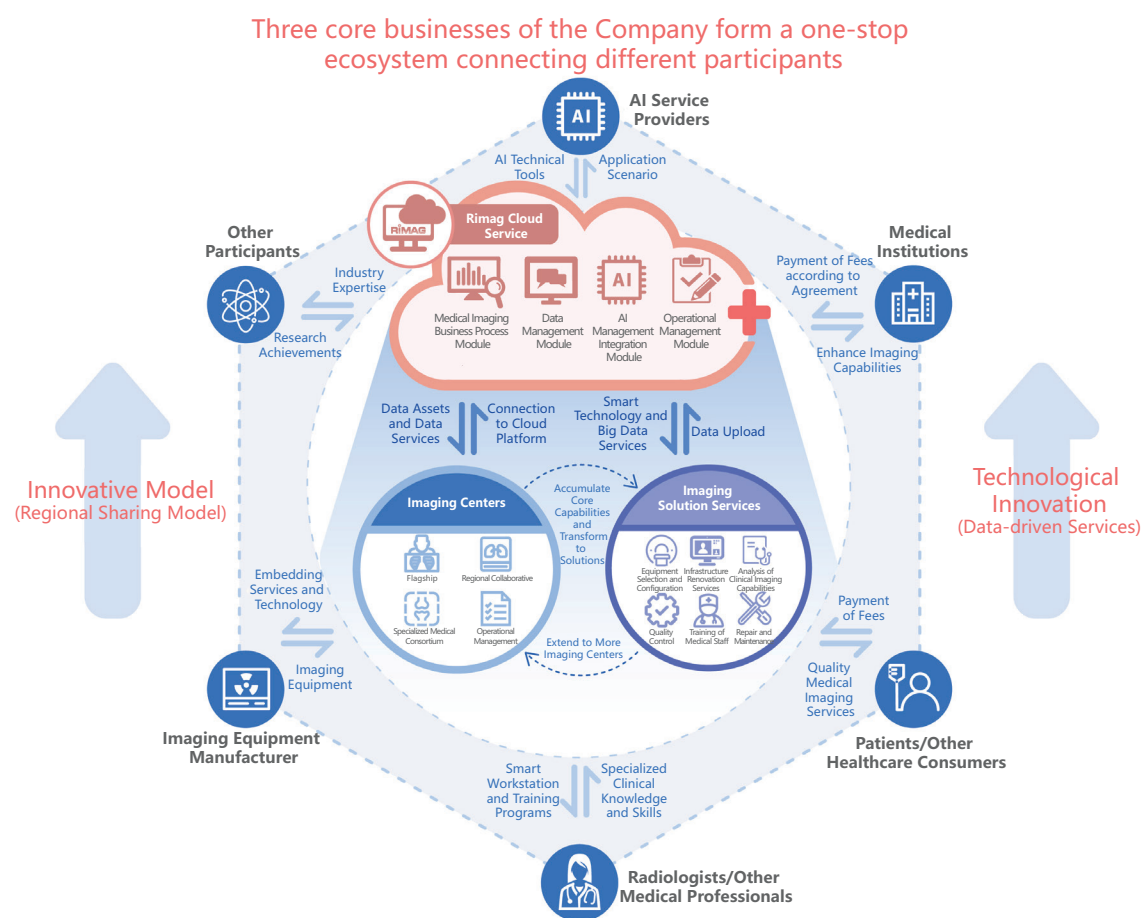 Three core businesses of the Company form a one-stop
ecosystem connecting different participants
AI
AI Service
Providers
AI Technical
Tools
Application
Scenario
RIMAG
Rimag Cloud
Service
Other
Participants
Industry
Expertise
Research
Achievements
Medical
Institutions
Payment of Fees
according to
Agreement
Enhance Imaging
Capabilities
AI
Medical Imaging
Business Process
Module
Data
Management
Module
AI
Management
Integration
Module
Operational
Management
Module
Data Assets
and Data
Services
Connection
to Cloud
Platform
Smart
Technology and
Big Data
Services
Data Upload
Innovative Model
(Regional Sharing Model)
Technological
Innovation
(Data-driven Services)
Imaging Centers
Flagship
Regional Collaborative
Specialized Medical
Consortium
Operational
Management
Accumulate
Core
Capabilities
and
Transform
to
Solutions
Extend to More
Imaging Centers
Imaging
Solution Services
Equipment
Selection and
Configuration
Infrastructure
Renovation
Services
Analysis of
Clinical Imaging
Capabilities
Quality
Control
Training of
Medical Staff
Repair and
Maintenance
Embedding
Services and
Technology
Imaging
Equipment
Imaging Equipment
Manufacturer
Payment
of Fees
Quality
Medical
Imaging
Services
Patients/Other
Healthcare Consumers
Smart
Workstation
and Training
Programs
Specialized
Clinical
Knowledge
and Skills
Radiologists/Other
Medical Professionals